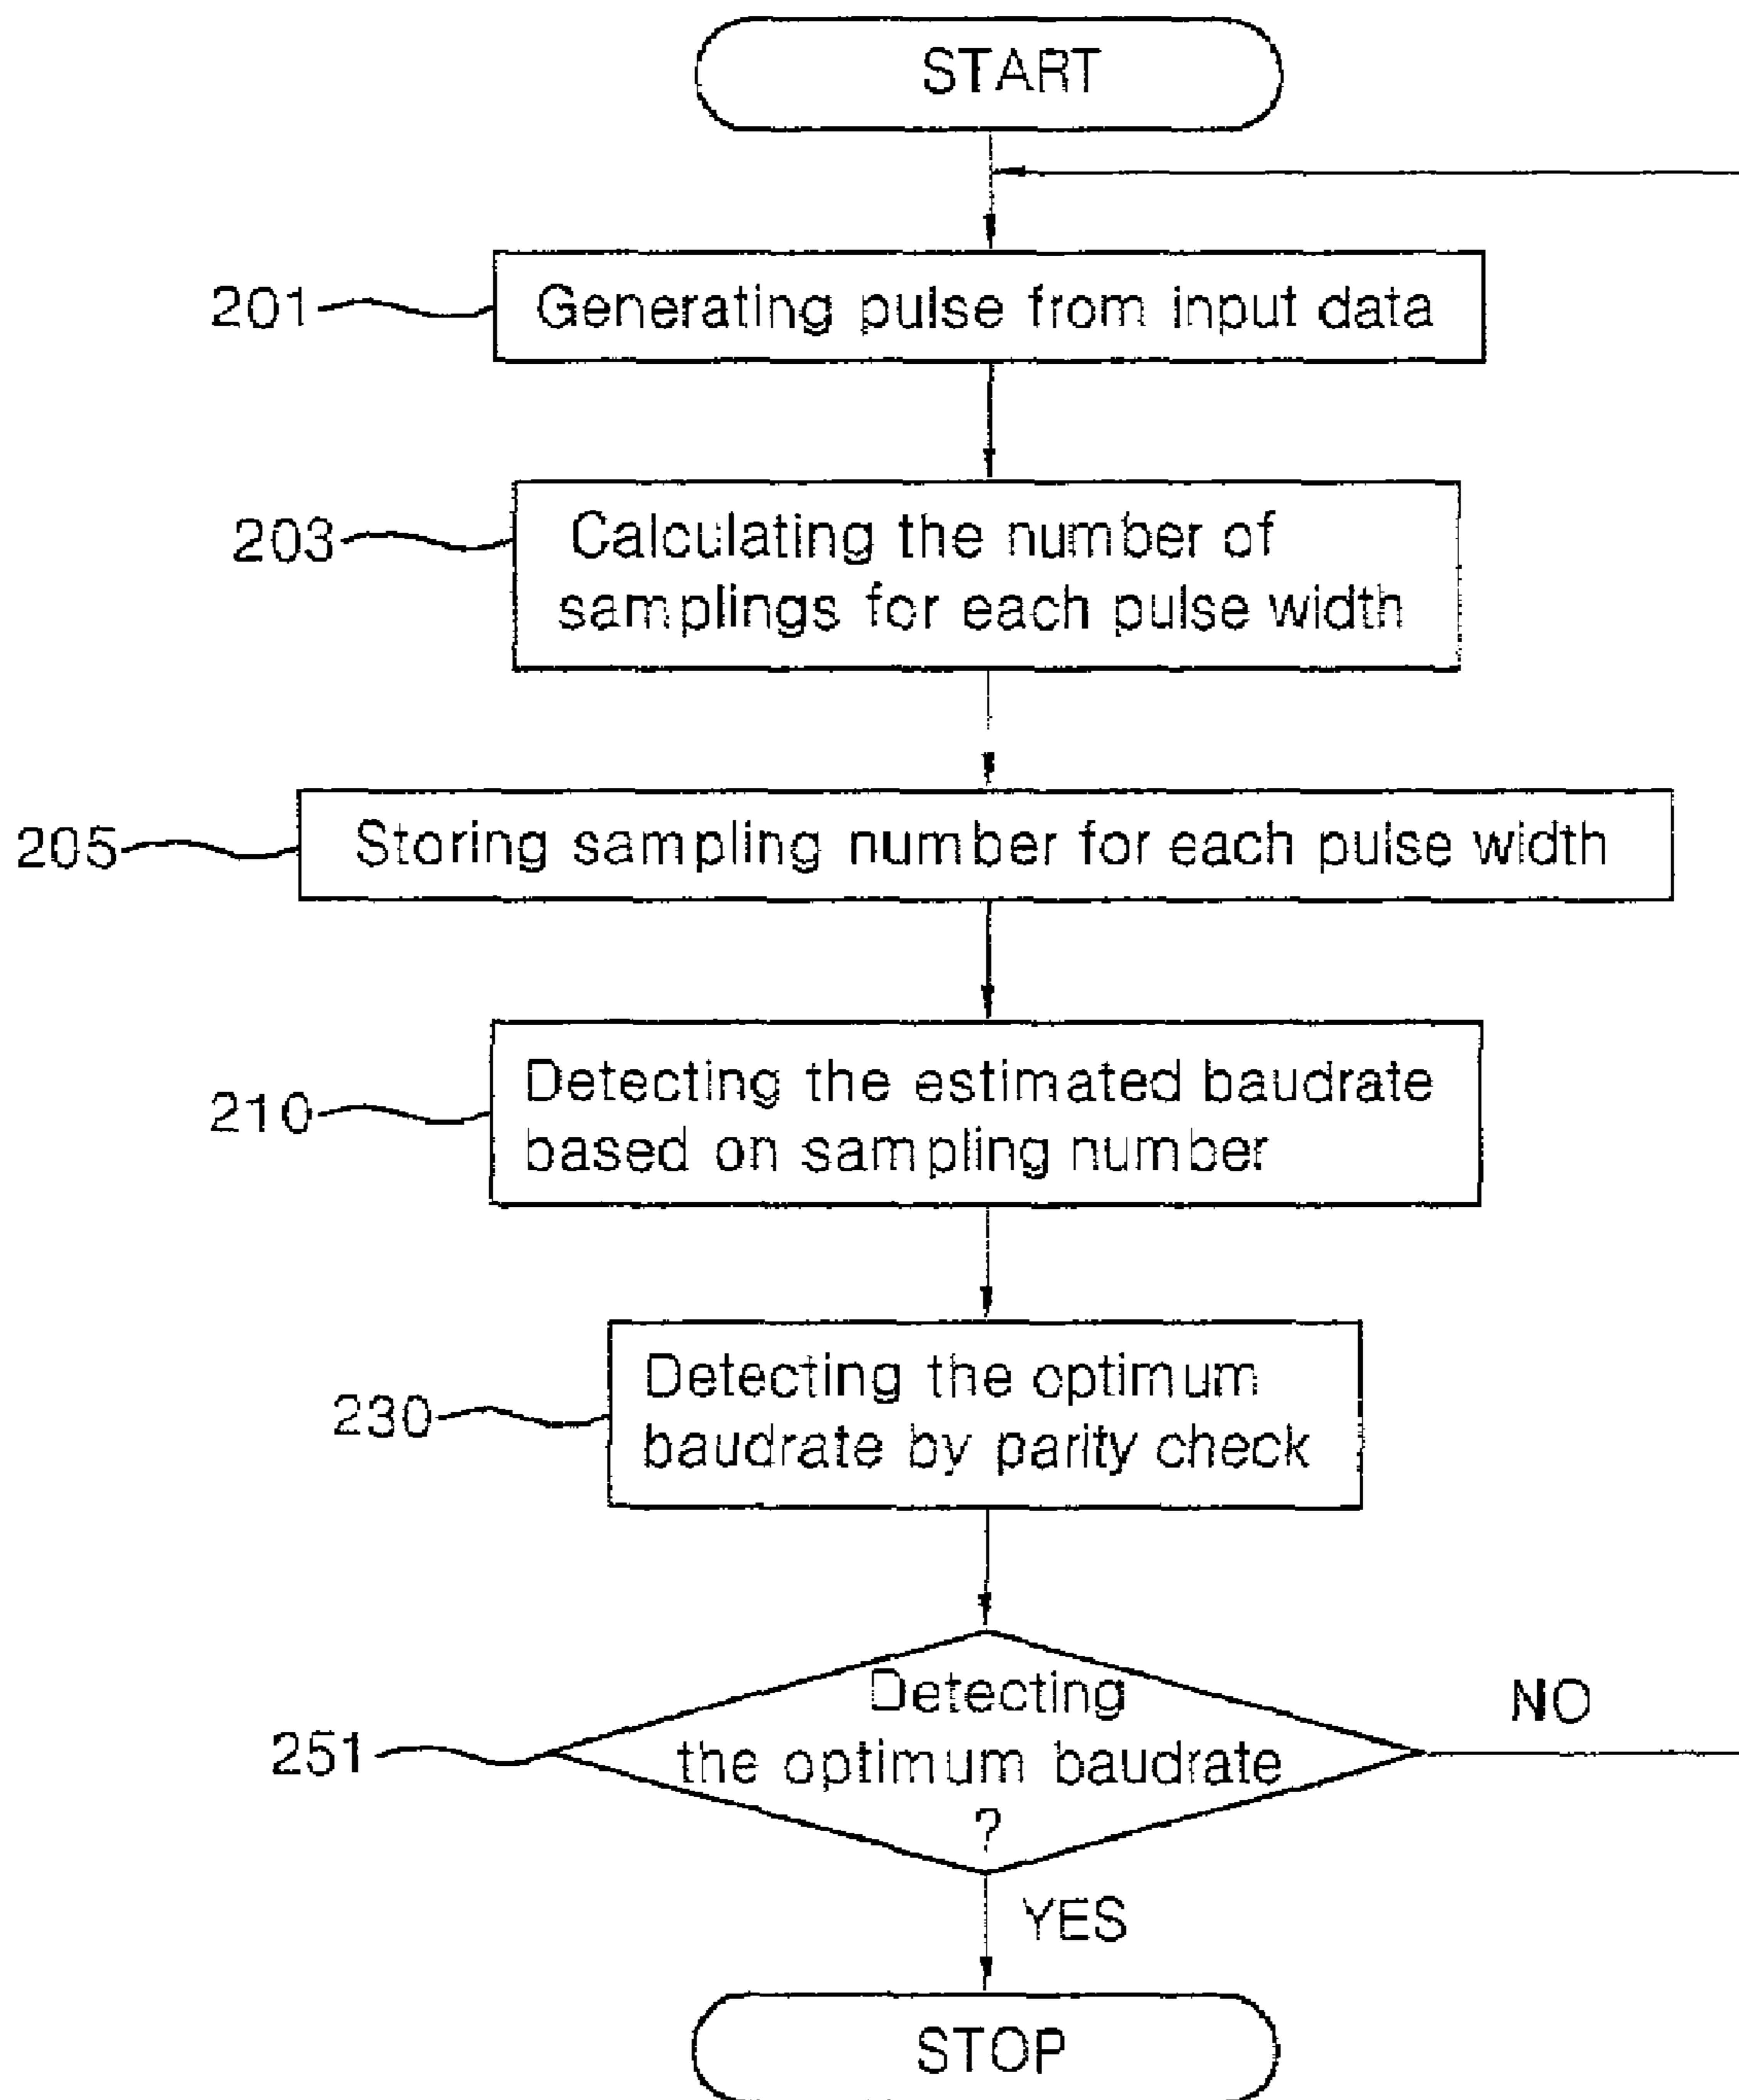 START
201
Generating pulse from input data
203
Calculating the number of
samplings for each pulse width
205
Storing sampling number for each pulse width
210
Detecting the estimated baudrate
based on sampling number
230
Detecting the optimum
baudrate by parity check
251
Detecting
the optimum baudrate
?
NO
YES
STOP